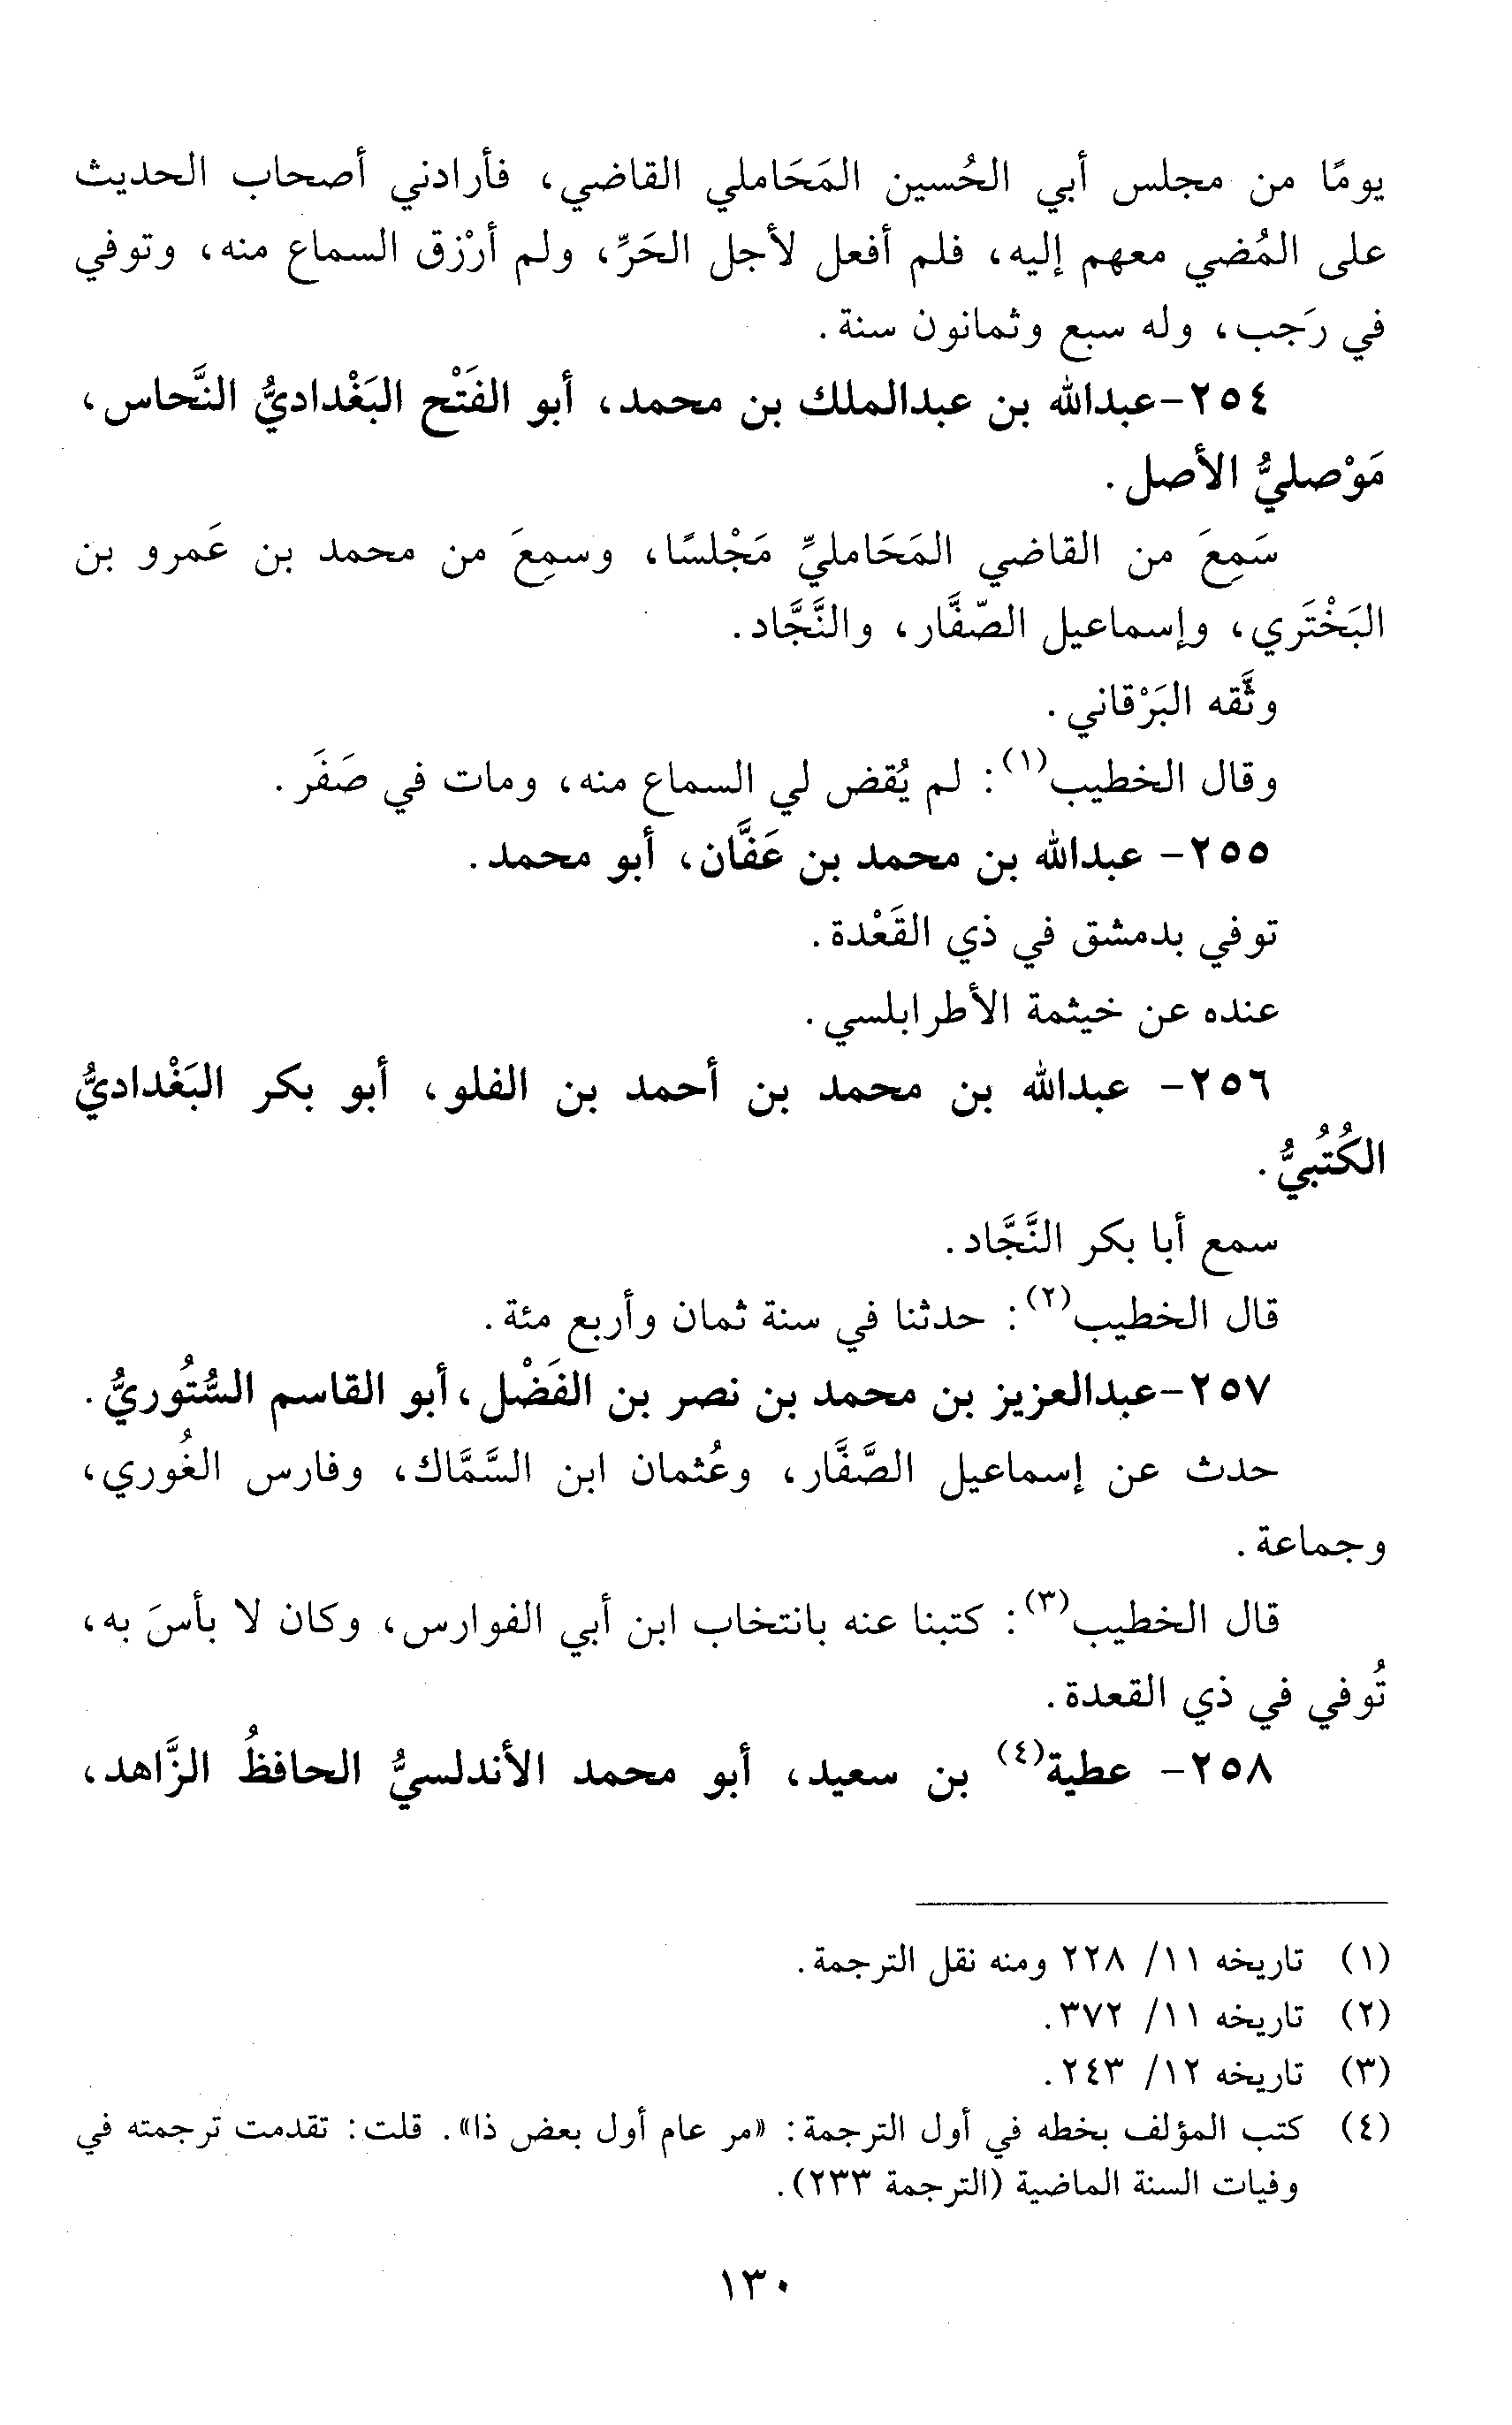 يومًا من مجلس أبي الحُسين المَحَاملي القاضي، فأرادني أصحاب الحديث
على المُضي معهم إليه، فلم أفعل لأجل الحَرِّ، ولم أرْزق السماع منه، وتوفي
في رَجب، وله سبع وثمانون سنة.
٢٥٤-عبدالله بن عبدالملك بن محمد، أبو الفَتْح البَغْداديُّ النَّحاس،
مَوْصليُّ الأصل.
سَمِعَ من القاضي المَحَامليِّ مَجْلسًا، وسمِعَ من محمد بن عَمرو بن
البَخْتَري، وإسماعيل الصّفَّار، والنَّجَّاد.
وثَّقه البَرْقاني.
وقال الخطيب(١): لم يُقض لي السماع منه، ومات في صَفَر.
٢٥٥- عبدالله بن محمد بن عَفَّان، أبو محمد.
توفي بدمشق في ذي القَعْدة.
عنده عن خيثمة الأطرابلسي.
٢٥٦- عبدالله بن محمد بن أحمد بن الفلو، أبو بكر البَغْداديُّ
الكُتُبيُّ.
سمع أبا بكر النَّجَّاد.
قال الخطيب(٢): حدثنا في سنة ثمان وأربع مئة.
٢٥٧-عبدالعزيز بن محمد بن نصر بن الفَضْل، أبو القاسم السُّتُوريُّ.
حدث عن إسماعيل الصَّفَّار، وعُثمان ابن السَّمَّاك، وفارس الغُوري،
وجماعة.
قال الخطيب(٣): كتبنا عنه بانتخاب ابن أبي الفوارس، وكان لا بأسَ به،
تُوفي في ذي القعدة.
٢٥٨- عطية(٤) بن سعيد، أبو محمد الأندلسيُّ الحافظُ الزَّاهد،
(١) تاريخه ١١/ ٢٢٨ ومنه نقل الترجمة.
(٢) تاريخه ١١/ ٣٧٢.
(٣) تاريخه ١٢/ ٢٤٣.
(٤) كتب المؤلف بخطه في أول الترجمة: «مر عام أول بعض ذا». قلت: تقدمت ترجمته في
وفيات السنة الماضية (الترجمة ٢٣٣).
١٣٠